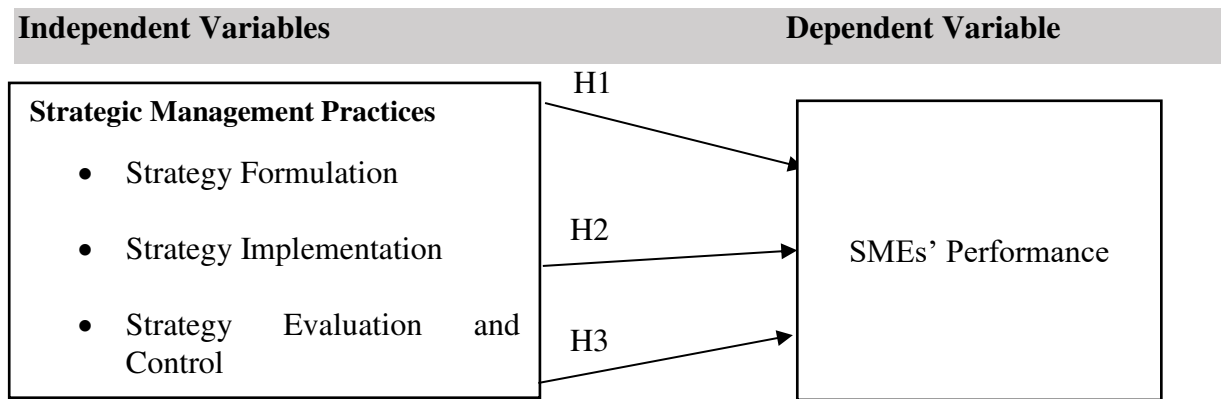 Independent Variables Dependent Variable
H1
Strategic Management Practices
• Strategy Formulation
H2
• Strategy Implementation
SMEs’ Performance
• Strategy Evaluation and
Control
H3